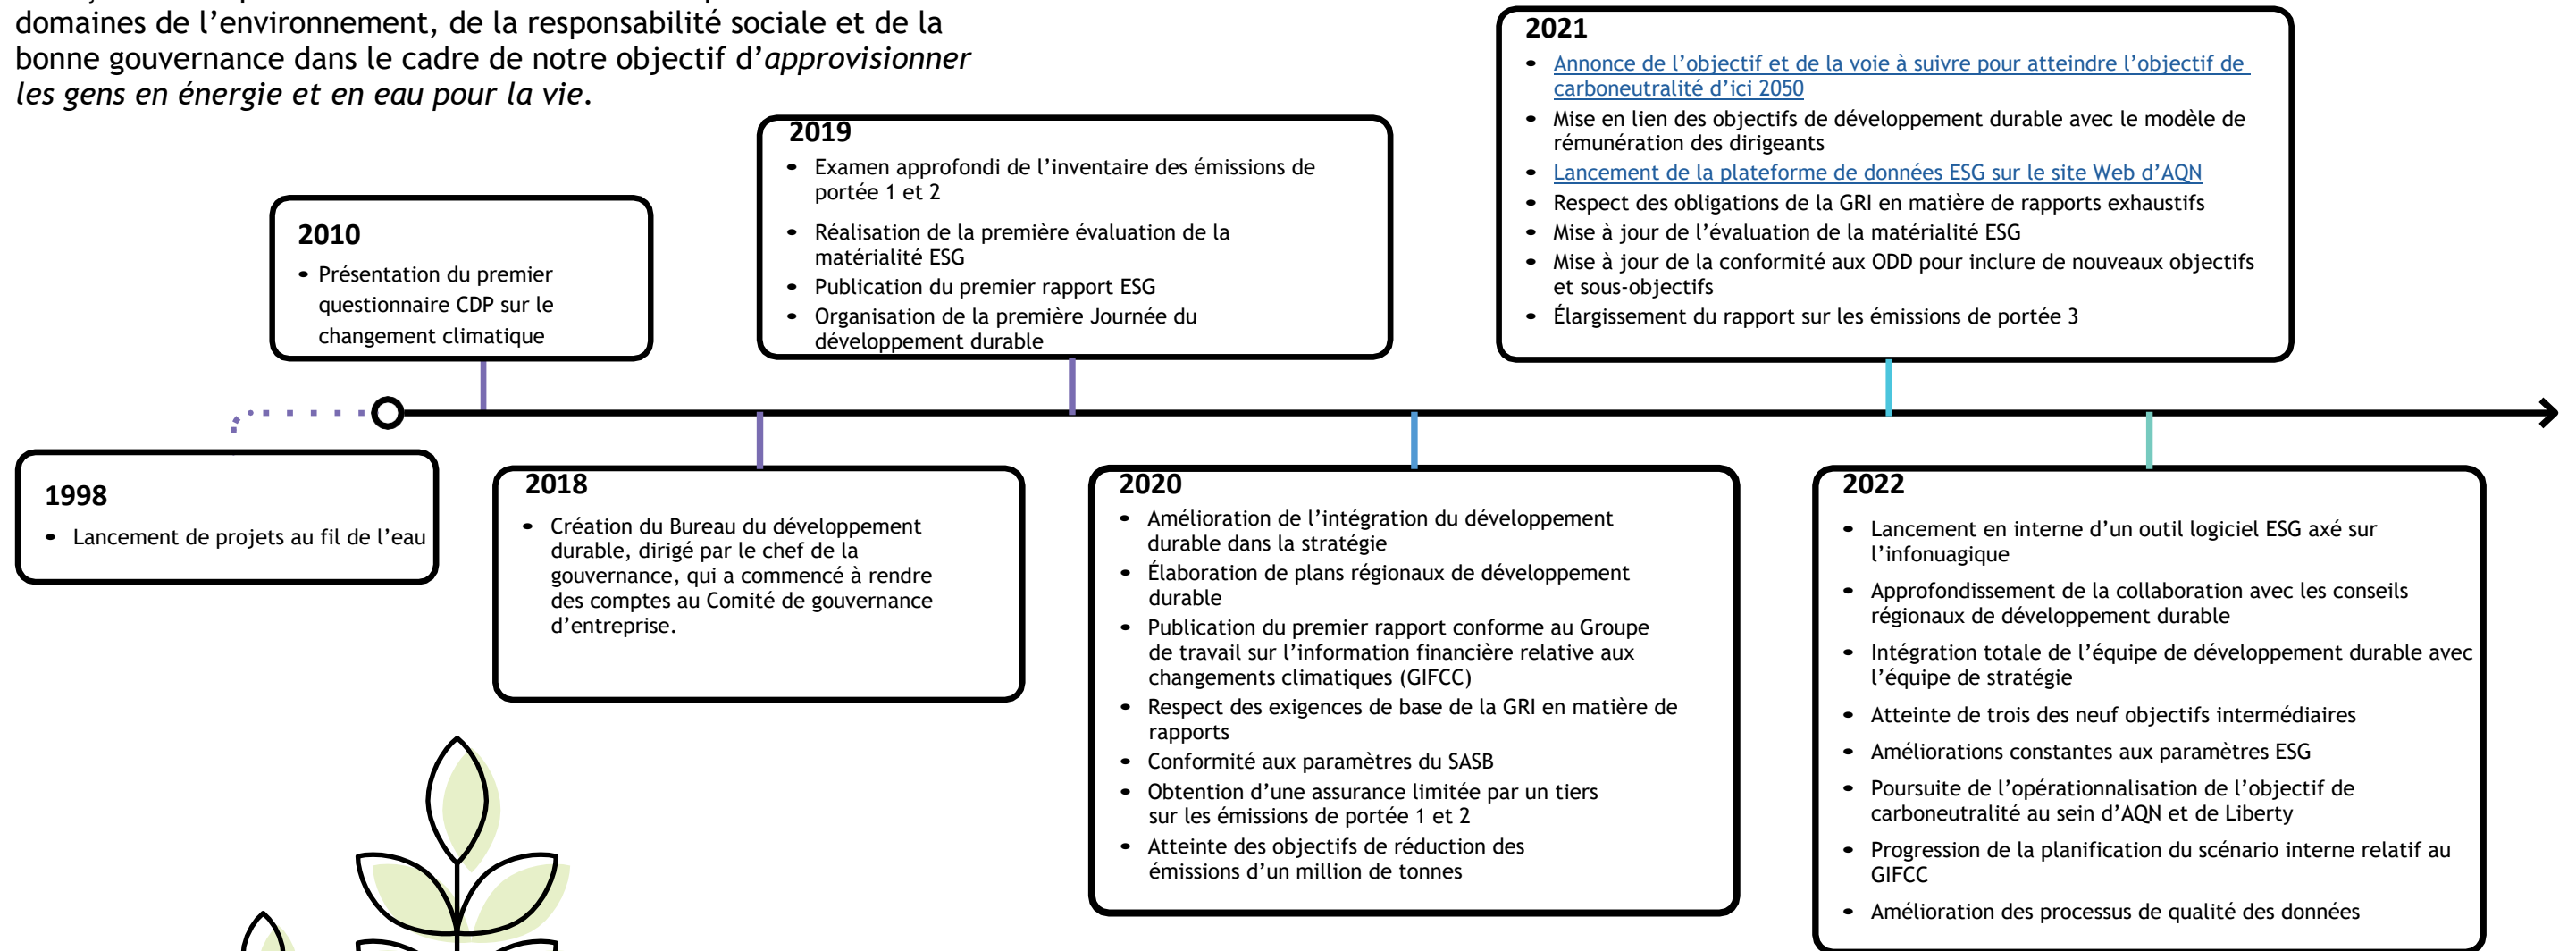 domaines de l’environnement, de la responsabilité sociale et de la
bonne gouvernance dans le cadre de notre objectif d’approvisionner
les gens en énergie et en eau pour la vie.
1998
• Lancement de projets au fil de l’eau
2010
• Présentation du premier
questionnaire CDP sur le
changement climatique
2018
• Création du Bureau du développement
durable, dirigé par le chef de la
gouvernance, qui a commencé à rendre
des comptes au Comité de gouvernance
d’entreprise.
2019
• Examen approfondi de l’inventaire des émissions de
portée 1 et 2
• Réalisation de la première évaluation de la
matérialité ESG
• Publication du premier rapport ESG
• Organisation de la première Journée du
développement durable
2020
• Amélioration de l’intégration du développement
durable dans la stratégie
• Élaboration de plans régionaux de développement
durable
• Publication du premier rapport conforme au Groupe
de travail sur l’information financière relative aux
changements climatiques (GIFCC)
• Respect des exigences de base de la GRI en matière de
rapports
• Conformité aux paramètres du SASB
• Obtention d’une assurance limitée par un tiers
sur les émissions de portée 1 et 2
• Atteinte des objectifs de réduction des
émissions d’un million de tonnes
2021
• Annonce de l’objectif et de la voie à suivre pour atteindre l’objectif de
carboneutralité d’ici 2050
• Mise en lien des objectifs de développement durable avec le modèle de
rémunération des dirigeants
• Lancement de la plateforme de données ESG sur le site Web d’AQN
• Respect des obligations de la GRI en matière de rapports exhaustifs
• Mise à jour de l’évaluation de la matérialité ESG
• Mise à jour de la conformité aux ODD pour inclure de nouveaux objectifs
et sous-objectifs
• Élargissement du rapport sur les émissions de portée 3
2022
• Lancement en interne d’un outil logiciel ESG axé sur
l’infonuagique
• Approfondissement de la collaboration avec les conseils
régionaux de développement durable
• Intégration totale de l’équipe de développement durable avec
l’équipe de stratégie
• Atteinte de trois des neuf objectifs intermédiaires
• Améliorations constantes aux paramètres ESG
• Poursuite de l’opérationnalisation de l’objectif de
carboneutralité au sein d’AQN et de Liberty
• Progression de la planification du scénario interne relatif au
GIFCC
• Amélioration des processus de qualité des données